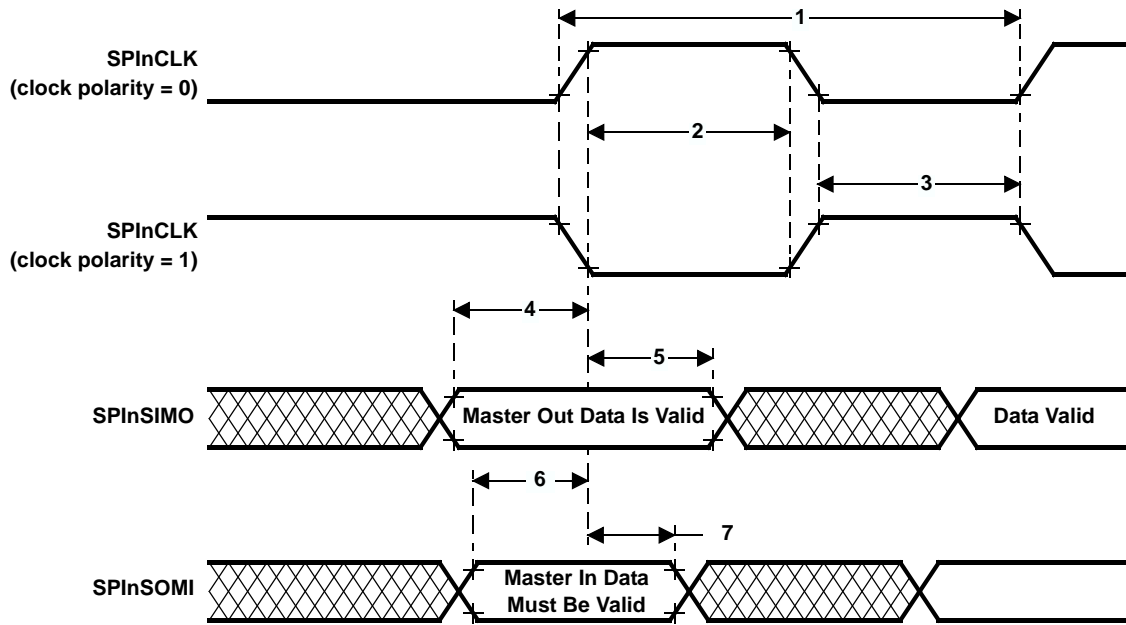 1
SPInCLK
(clock polarity = 0)
2
3
SPInCLK
(clock polarity = 1)
4
5
SPInSIMO
Master Out Data Is Valid
Data Valid
6
7
SPInSOMI
Master In Data
Must Be Valid